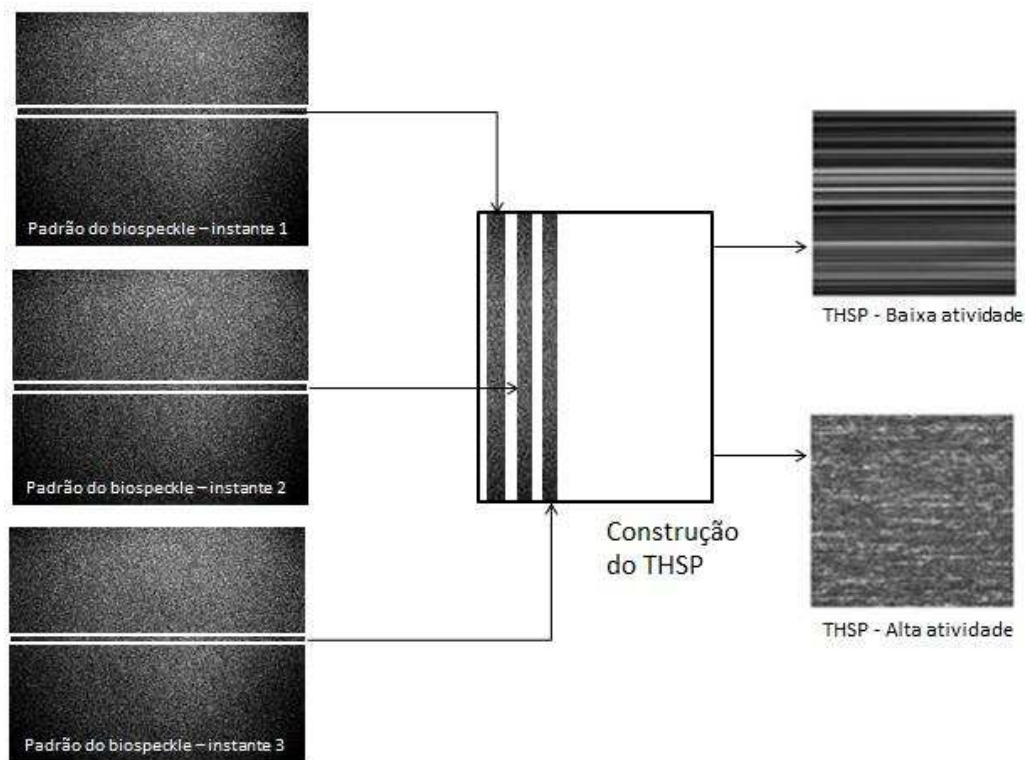 Padrão do biospeckle – instante 1
Padrão do biospeckle – instante 2
Padrão do biospeckle – instante 3
Construção
do THSP
THSP - Baixa atividade
THSP - Alta atividade